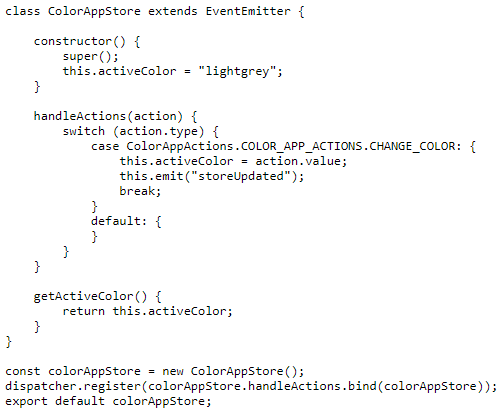 class ColorAppStore extends EventEmitter {
constructor() {
super();
this.activeColor = "lightgrey";
}
handleActions(action) {
switch (action.type) {
case ColorAppActions.COLOR_APP_ACTIONS.CHANGE_COLOR: {
this.activeColor = action.value;
this.emit("storeUpdated");
break;
}
default: {
}
}
}
getActiveColor() {
return this.activeColor;
}
}
const colorAppStore = new ColorAppStore();
dispatcher.register(colorAppStore.handleActions.bind(colorAppStore));
export default colorAppStore;